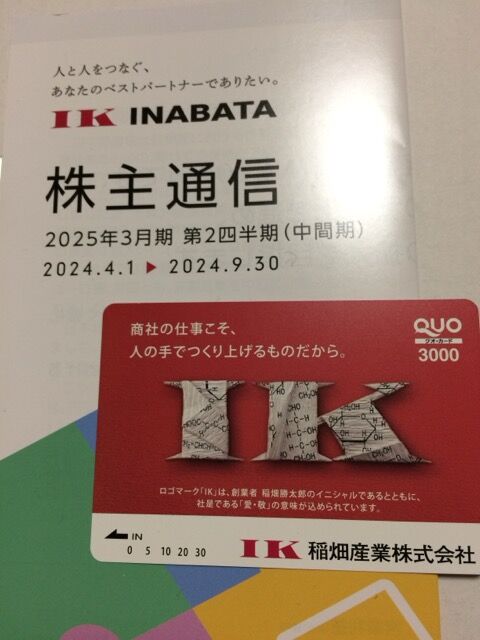 人と人をつなぐ、
あなたのベストパートナーでありたい。
IK INABATA
株主通信
2025年3月期 第2四半期(中間期)
2024.4.1 ▶ 2024.9.30
商社の仕事こそ、
人の手でつくり上げるものだから。
QUO
クオ・カード
3000
IK
ロゴマーク「IK」は、創業者 稲畑勝太郎のイニシャルであるとともに、
社是である「愛・敬」の意味が込められています。
IN
0 5 10 20 30
IK 稲畑産業株式会社